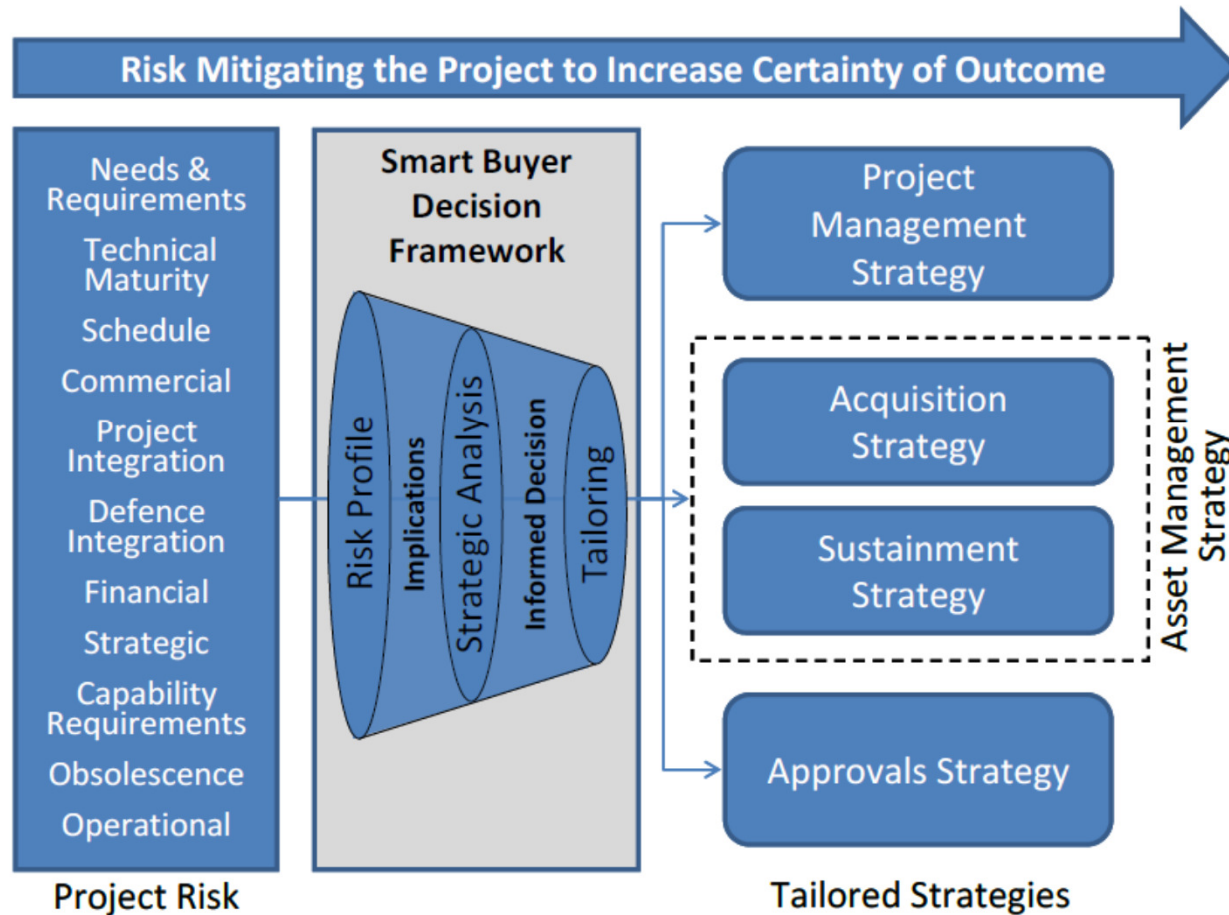 Risk Mitigating the Project to Increase Certainty of Outcome
Needs &
Requirements
Technical
Maturity
Schedule
Commercial
Project
Integration
Defence
Integration
Financial
Strategic
Capability
Requirements
Obsolescence
Operational
Project Risk
Smart Buyer
Decision
Framework
Risk Profile
Implications
Strategic Analysis
Informed Decision
Tailoring
Project
Management
Strategy
Acquisition
Strategy
Sustainment
Strategy
Asset Management
Strategy
Approvals Strategy
Tailored Strategies